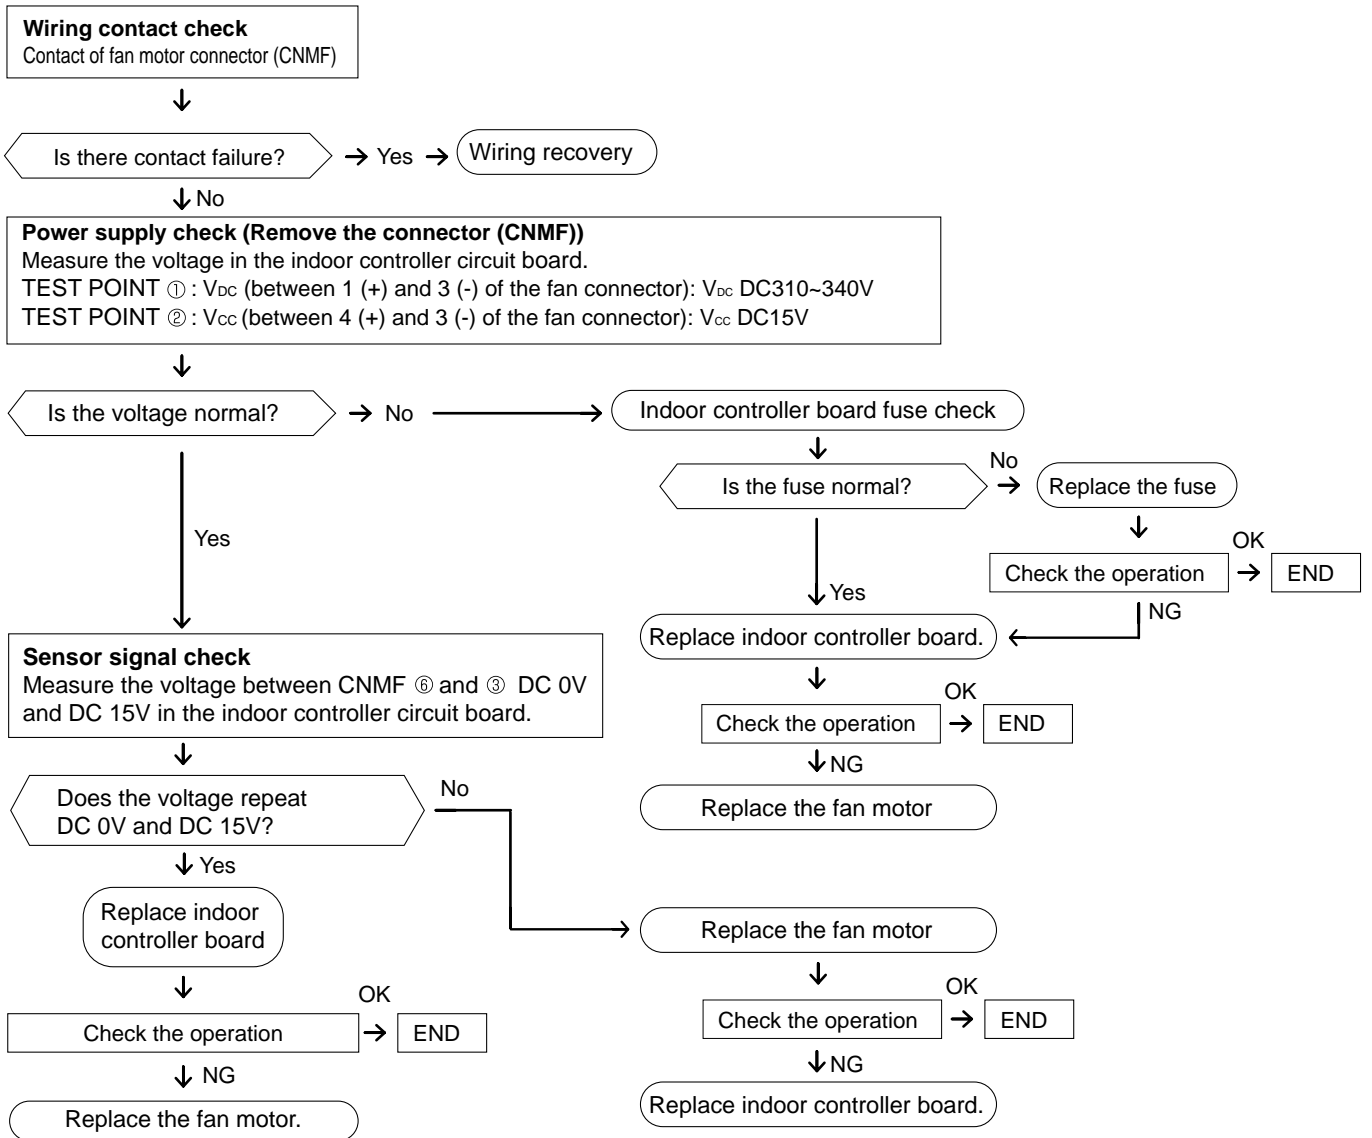 Wiring contact check
Contact of fan motor connector (CNMF)
Is there contact failure?
Yes
Wiring recovery
No
Power supply check (Remove the connector (CNMF))
Measure the voltage in the indoor controller circuit board.
TEST POINT ① : VDC (between 1 (+) and 3 (-) of the fan connector): VDC DC310~340V
TEST POINT ② : VCC (between 4 (+) and 3 (-) of the fan connector): Vcc DC15V
Is the voltage normal?
No
Indoor controller board fuse check
Is the fuse normal?
No
Replace the fuse
Yes
Check the operation
OK
END
Yes
NG
Replace indoor controller board.
Sensor signal check
Measure the voltage between CNMF ⑥ and ③ DC 0V
and DC 15V in the indoor controller circuit board.
Check the operation
OK
END
NG
Replace the fan motor
Does the voltage repeat
DC 0V and DC 15V?
No
Yes
Replace indoor
controller board
Replace the fan motor
Check the operation
OK
END
NG
Replace the fan motor.
Check the operation
OK
END
NG
Replace indoor controller board.